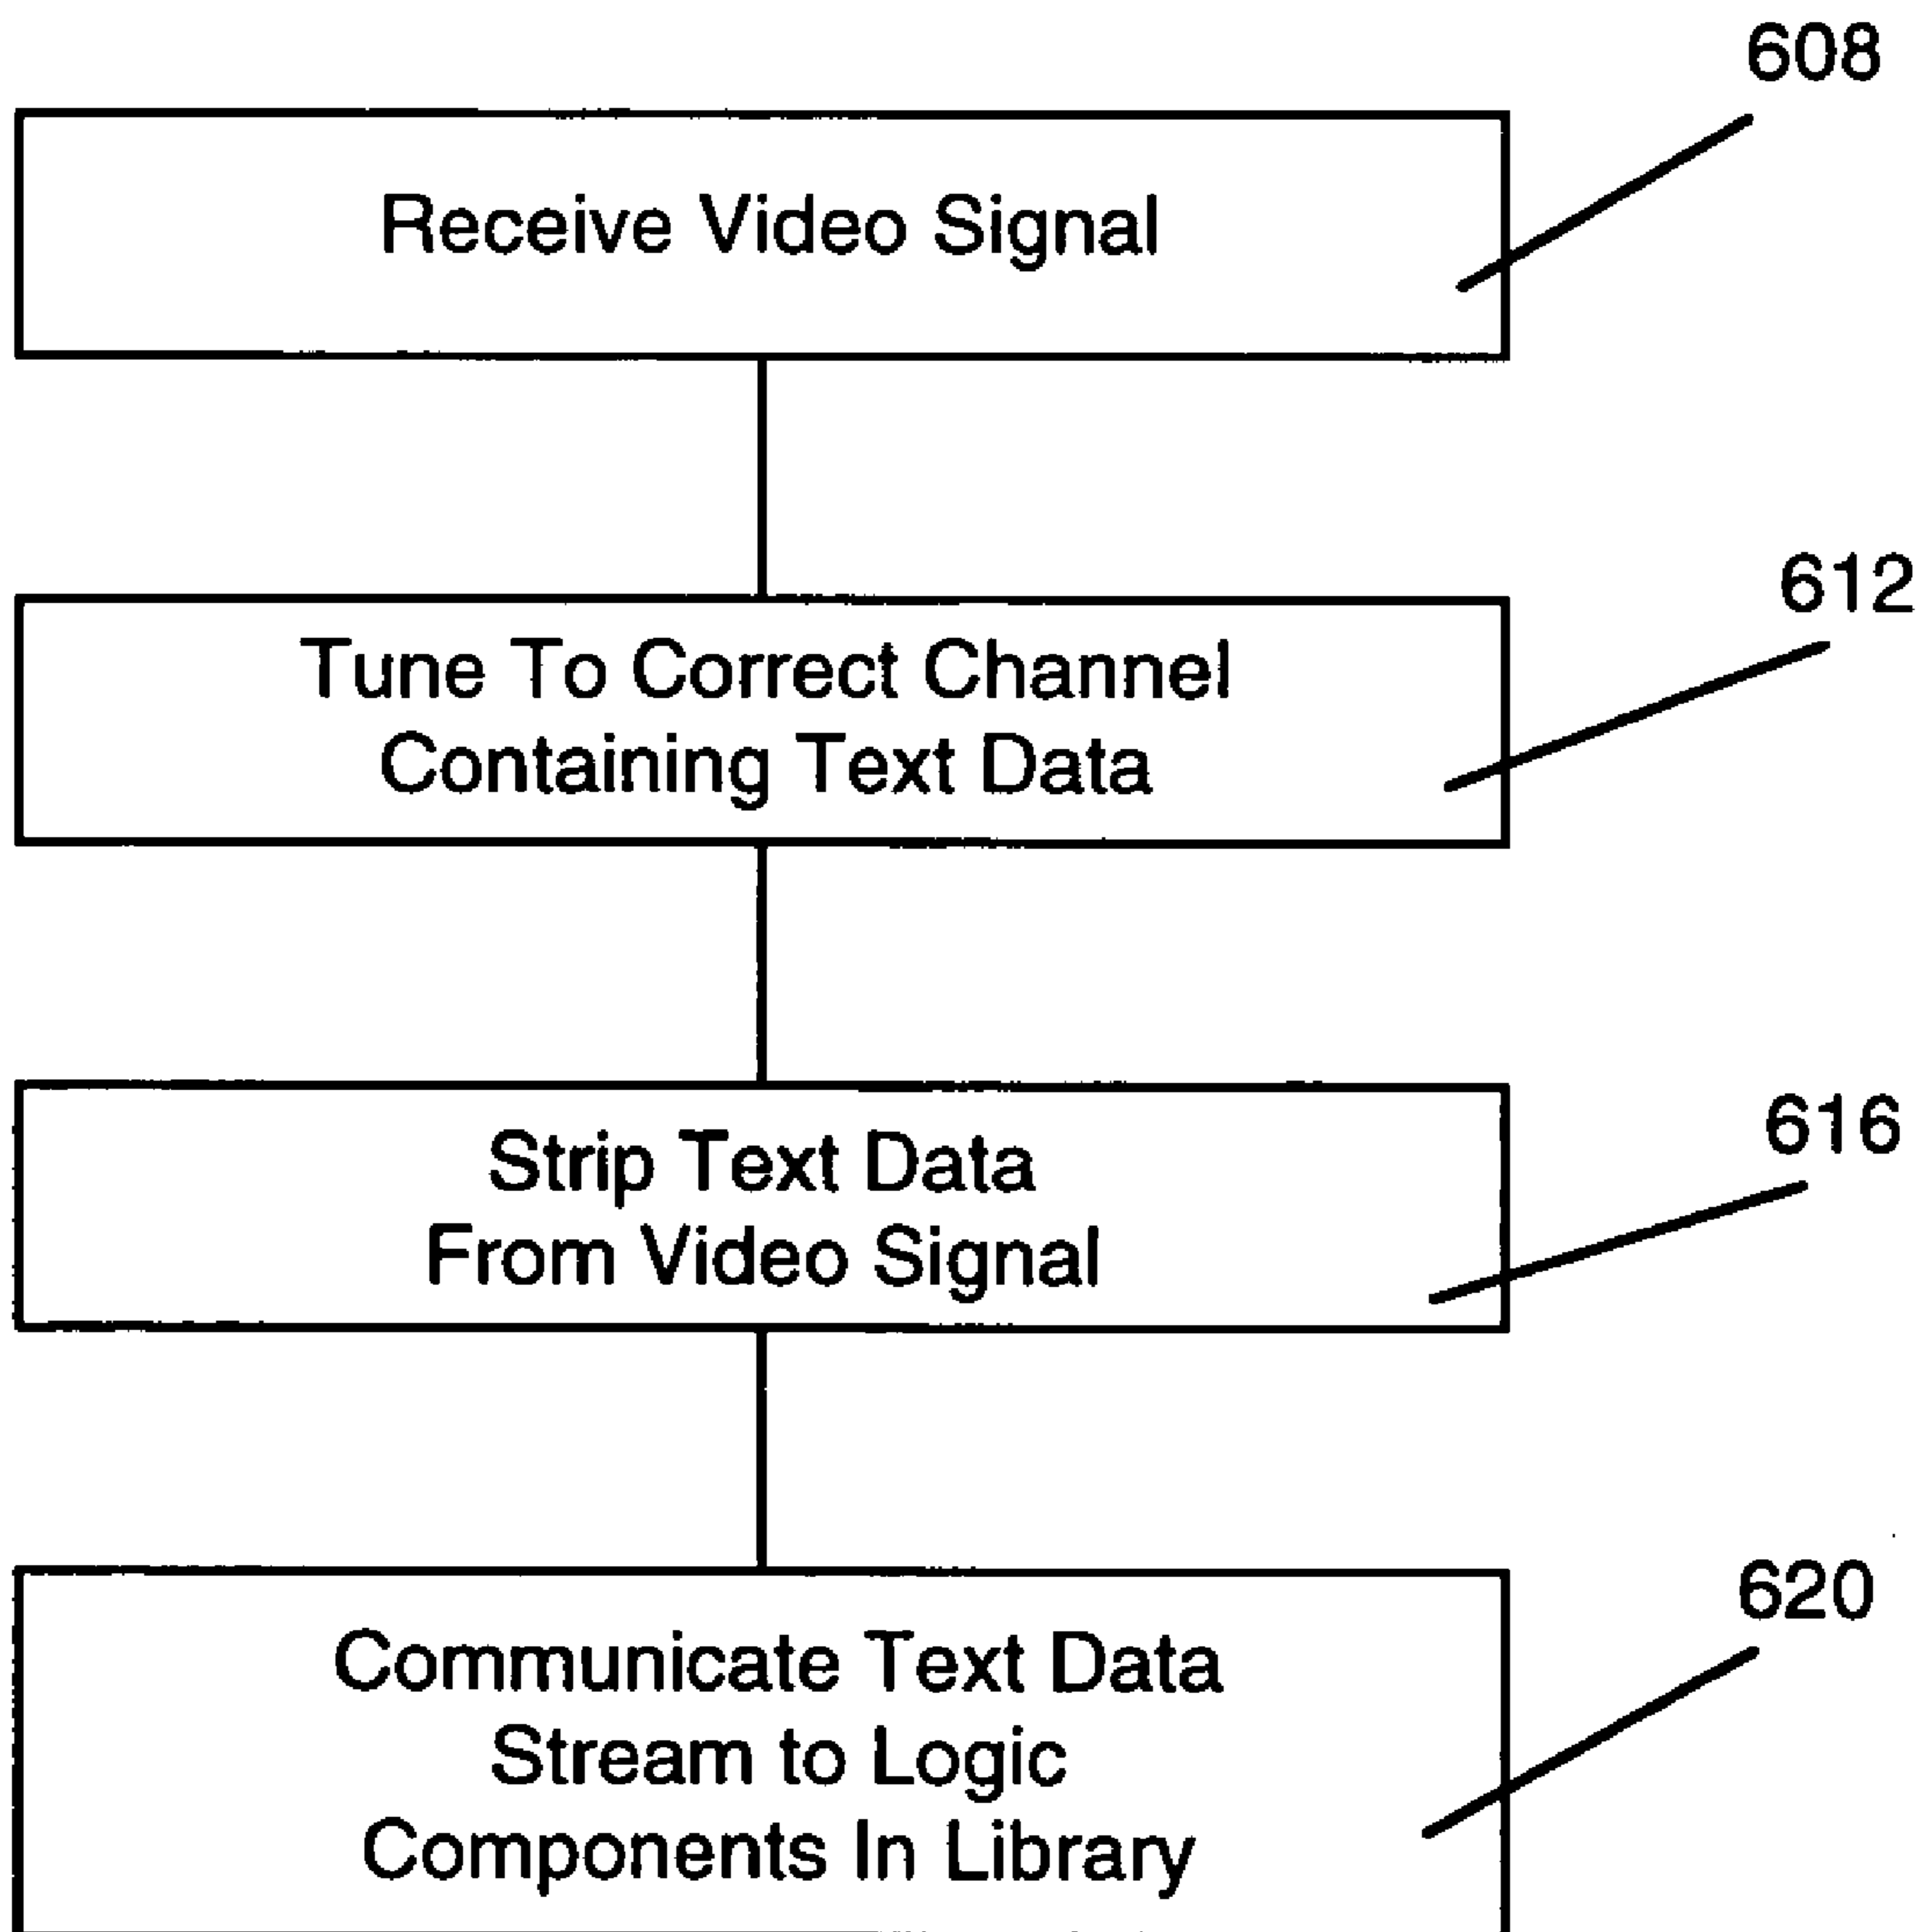 608
Receive Video Signal
612
Tune To Correct Channel
Containing Text Data
616
Strip Text Data
From Video Signal
620
Communicate Text Data
Stream to Logic
Components In Library